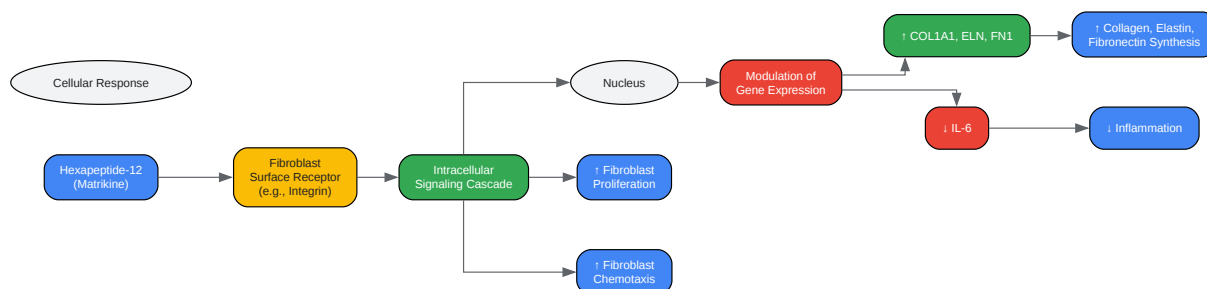 Cellular Response
Hexapeptide-12
(Matrikine)
Fibroblast
Surface Receptor
(e.g., Integrin)
Intracellular
Signaling Cascade
Nucleus
↑ Fibroblast
Proliferation
↑ Fibroblast
Chemotaxis
Modulation of
Gene Expression
↑ COL1A1, ELN, FN1
↓ IL-6
↑ Collagen, Elastin,
Fibronectin Synthesis
↓ Inflammation